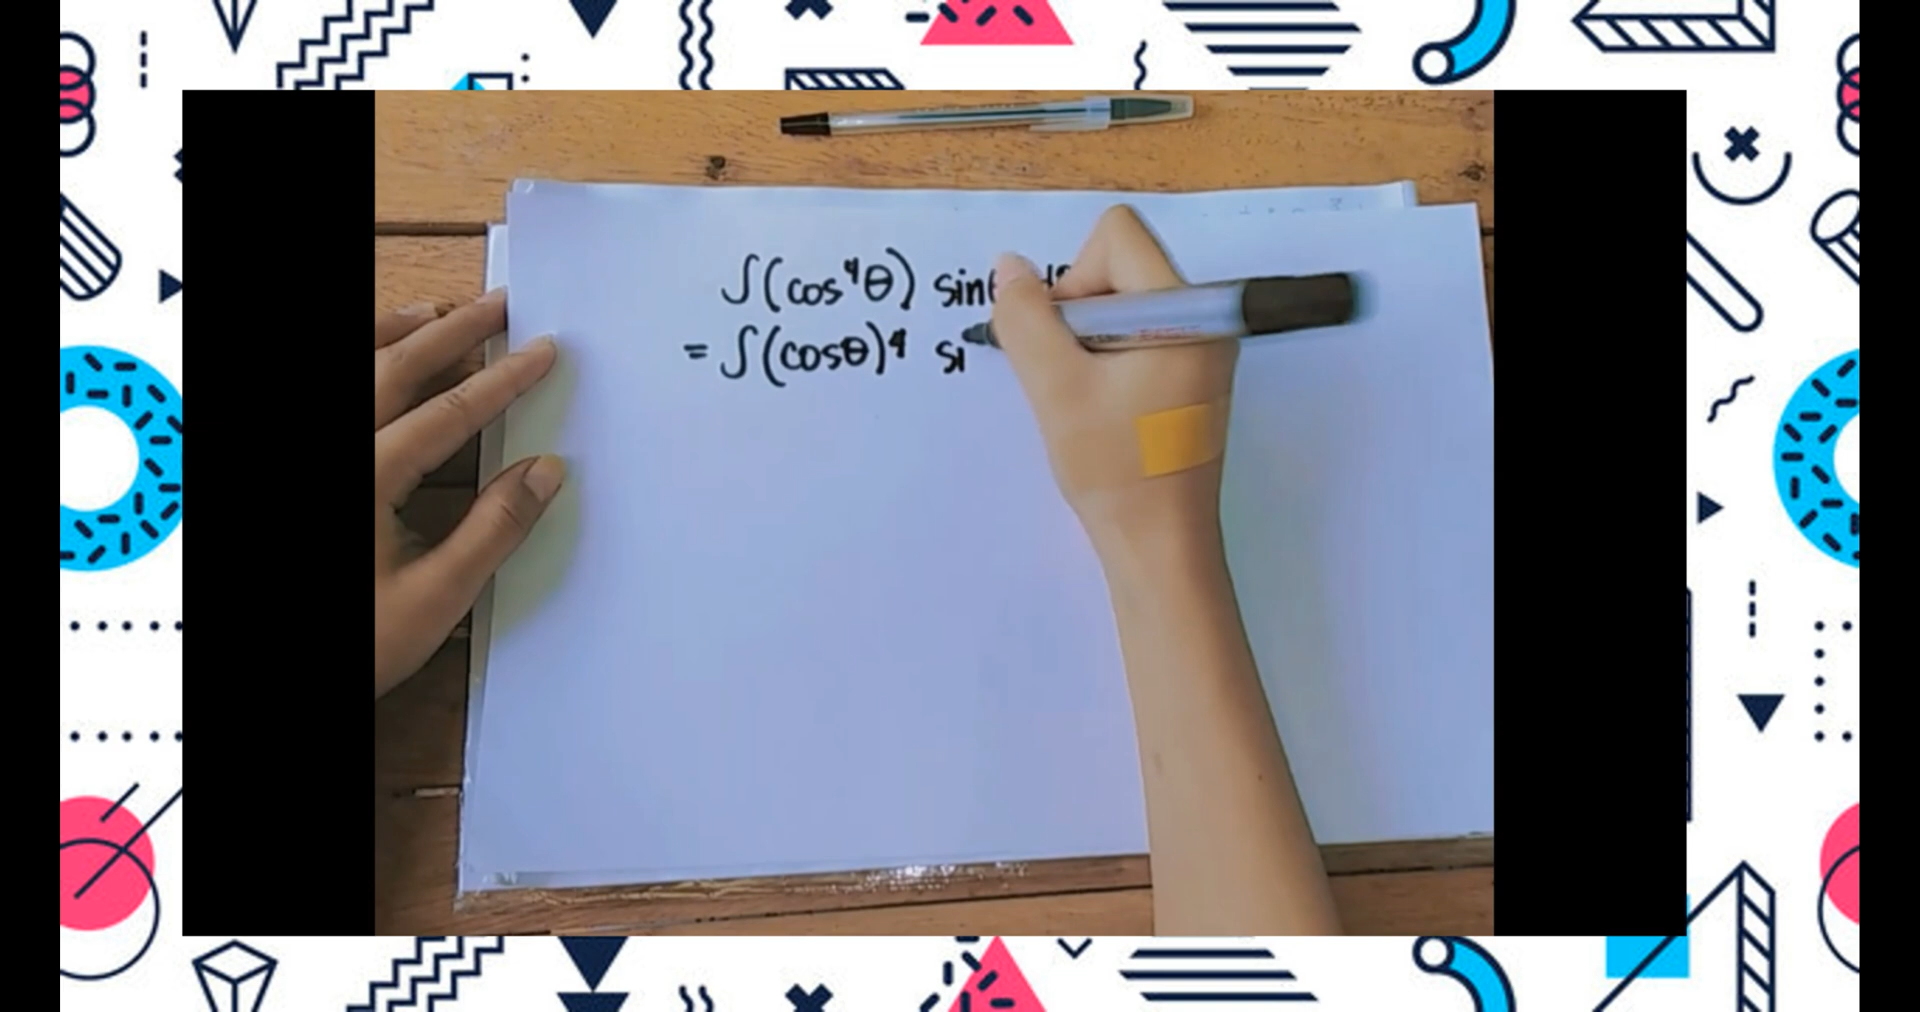 ∫(cos⁴θ) sin
= ∫(cosθ)⁴ si